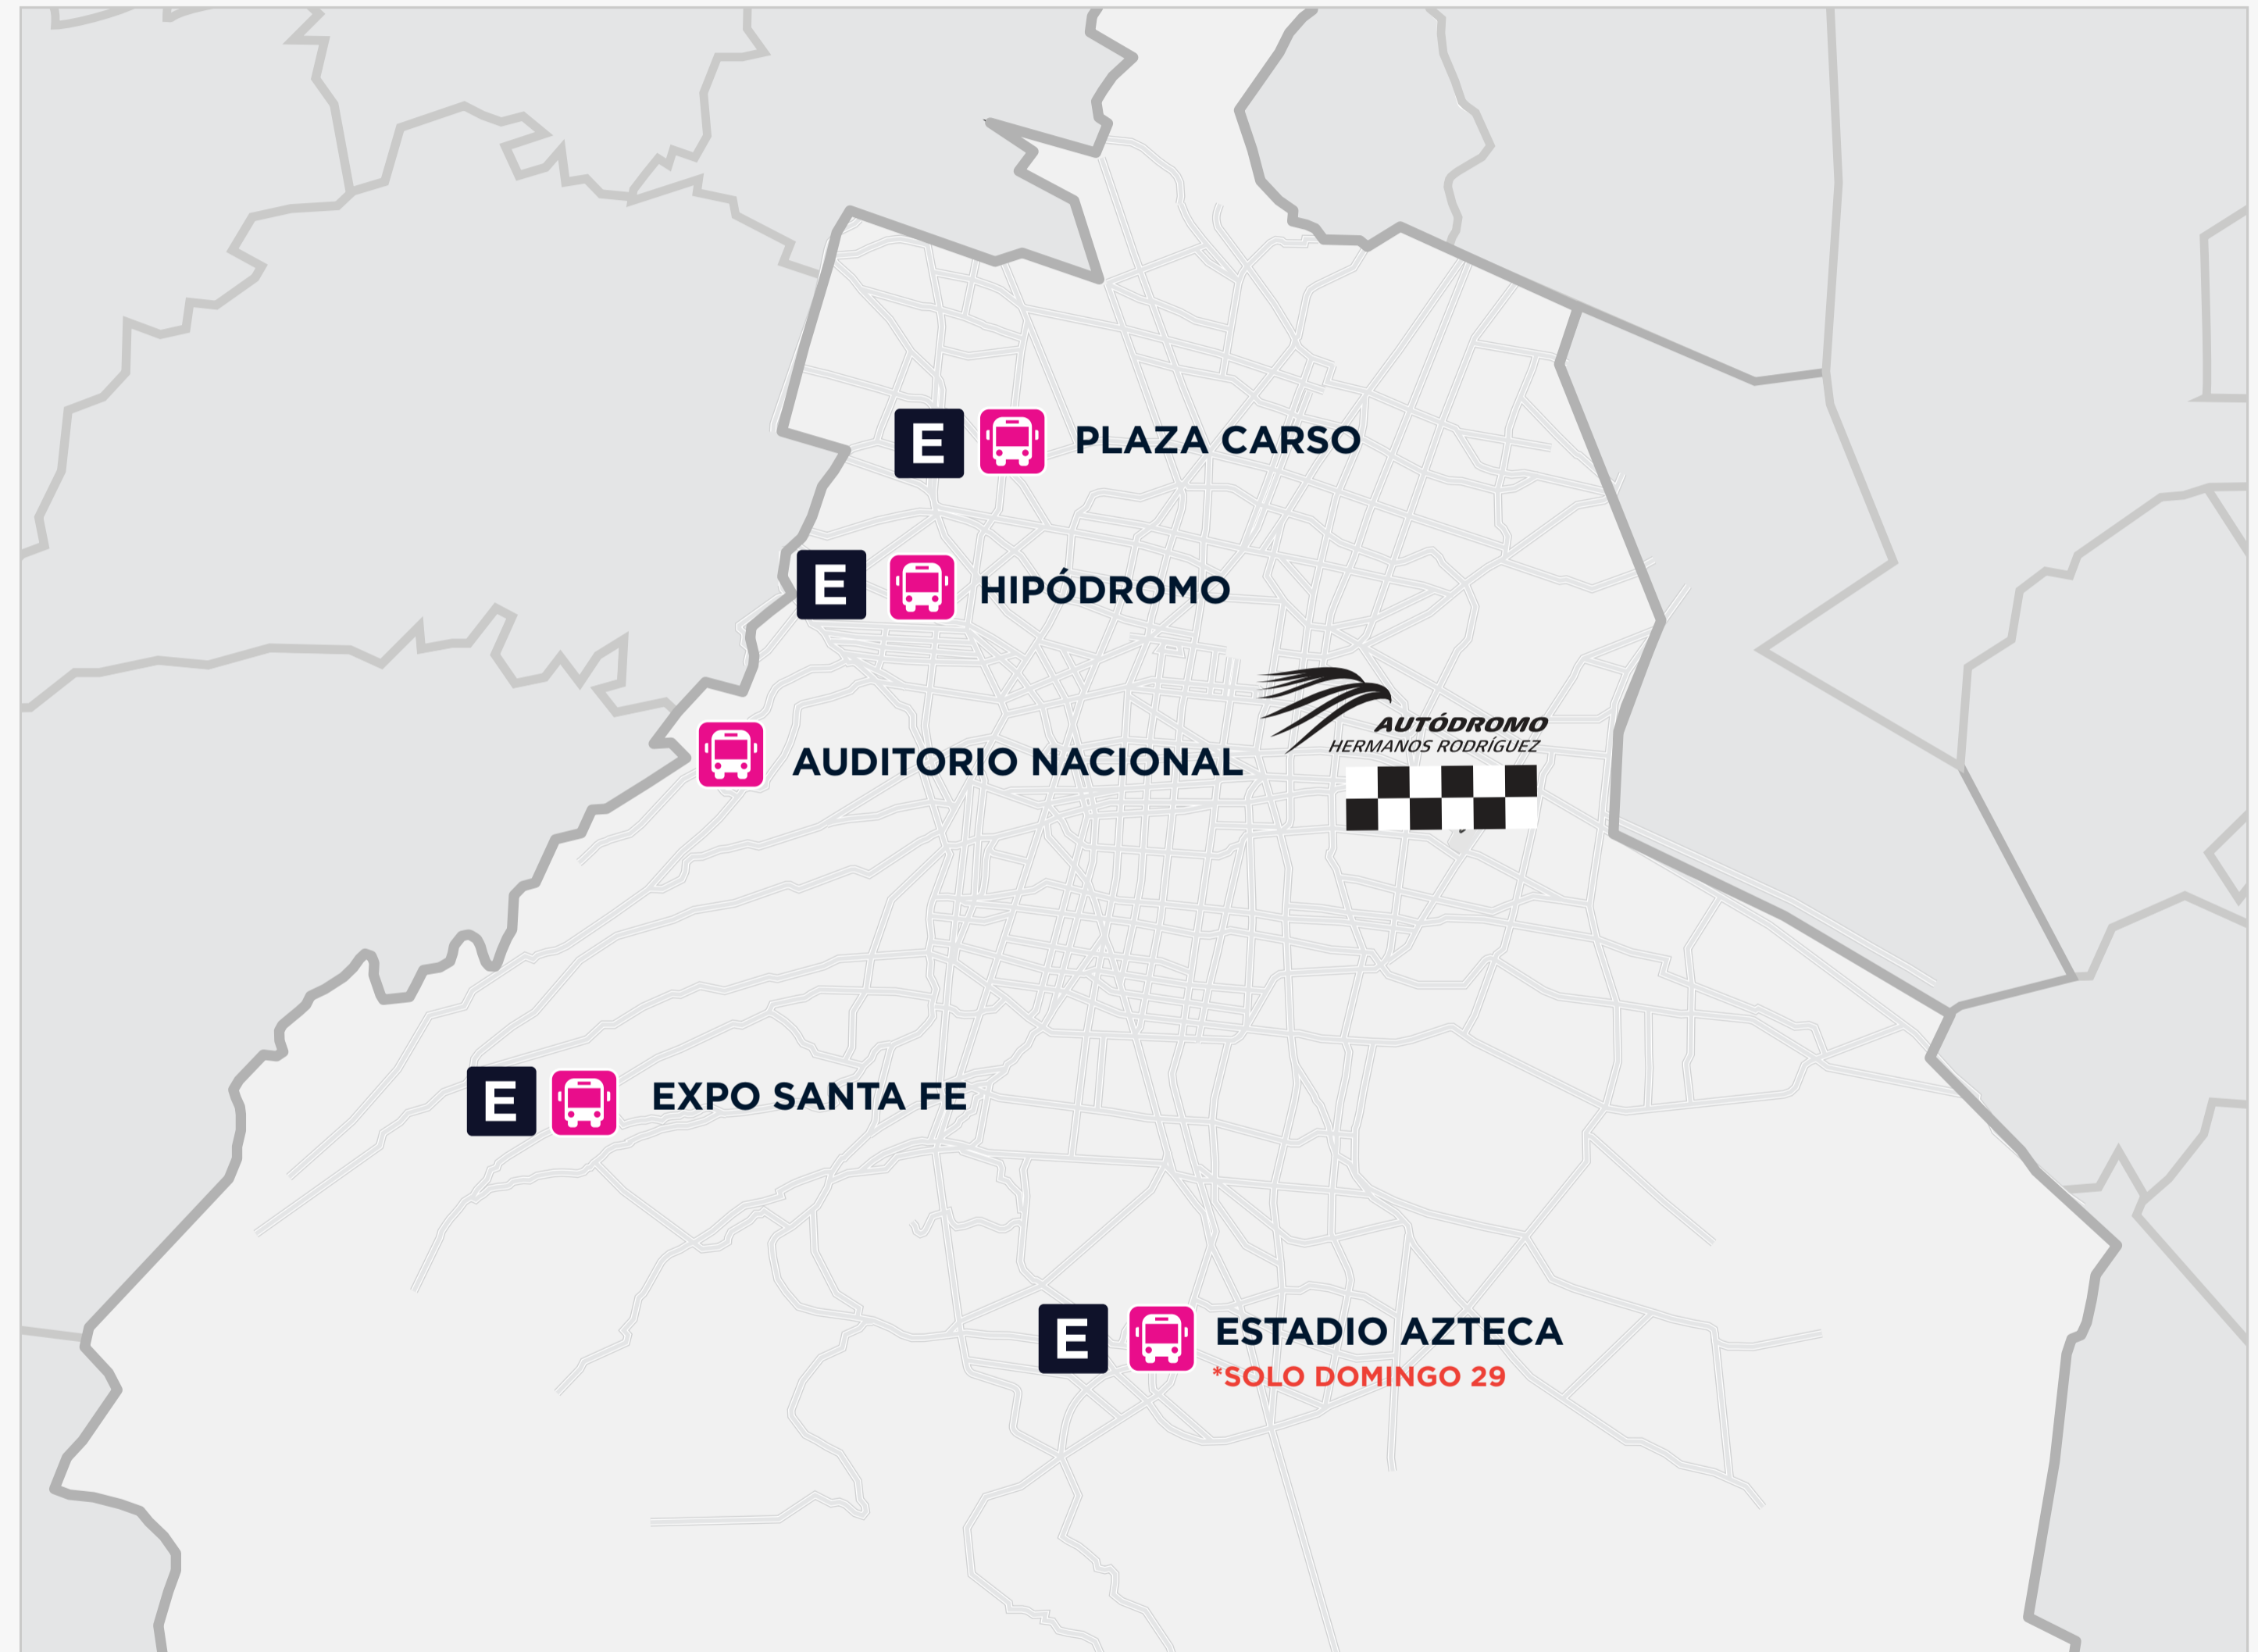 E PLAZA CARSO
E HIPÓDROMO
AUTÓDROMO
HERMANOS RODRÍGUEZ
AUDITORIO NACIONAL
E EXPO SANTA FE
E ESTADIO AZTECA
*SOLO DOMINGO 29